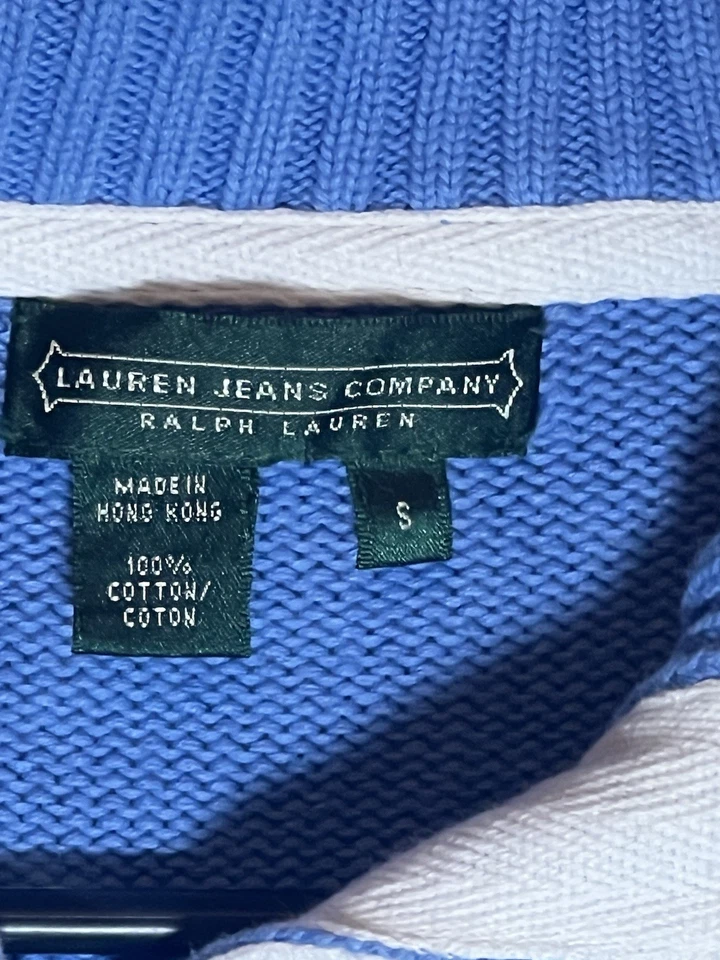 LAUREN JEANS COMPANY
RALPH LAUREN
MADE IN
HONG KONG
100%
COTTON/
COTON
S